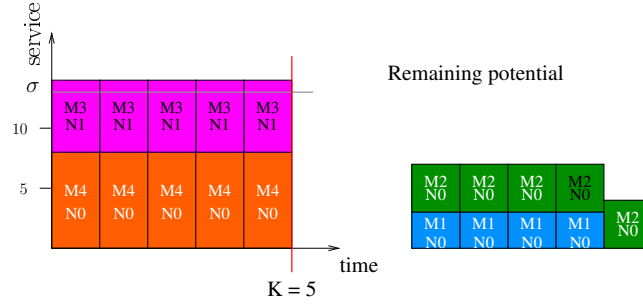 service
σ
10
5
M3 M3 M3 M3 M3
N1 N1 N1 N1 N1
M4 M4 M4 M4 M4
N0 N0 N0 N0 N0
time
K = 5
Remaining potential
M2 M2 M2 M2
N0 N0 N0 N0
M1 M1 M1 M1 M2
N0 N0 N0 N0 N0